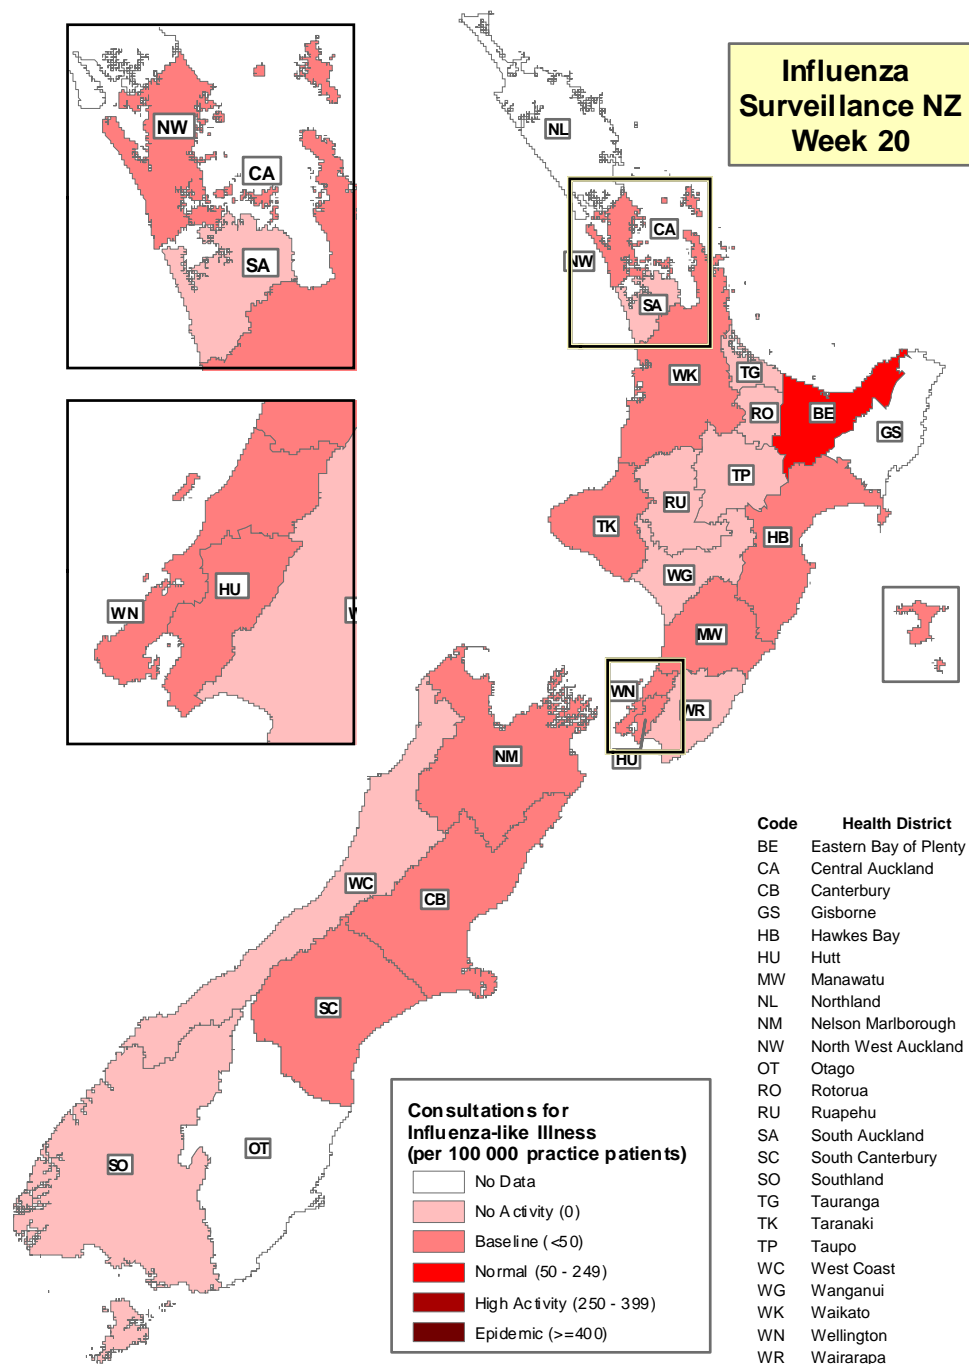 Influenza
Surveillance NZ
Week 20
NW
CA
SA
NL
CA
NW
SA
WK
TG
RO
BE
GS
TP
RU
TK
HB
WG
MW
HU
WN
W
WN
WR
HU
NM
WC
CB
SC
OT
SO
Code Health District
BE Eastern Bay of Plenty
CA Central Auckland
CB Canterbury
GS Gisborne
HB Hawkes Bay
HU Hutt
MW Manawatu
NL Northland
NM Nelson Marlborough
NW North West Auckland
OT Otago
RO Rotorua
RU Ruapehu
SA South Auckland
SC South Canterbury
SO Southland
TG Tauranga
TK Taranaki
TP Taupo
WC West Coast
WG Wanganui
WK Waikato
WN Wellington
WR Wairarapa
Consultations for
Influenza-like Illness
(per 100 000 practice patients)
No Data
No Activity (0)
Baseline (<50)
Normal (50 - 249)
High Activity (250 - 399)
Epidemic (>=400)